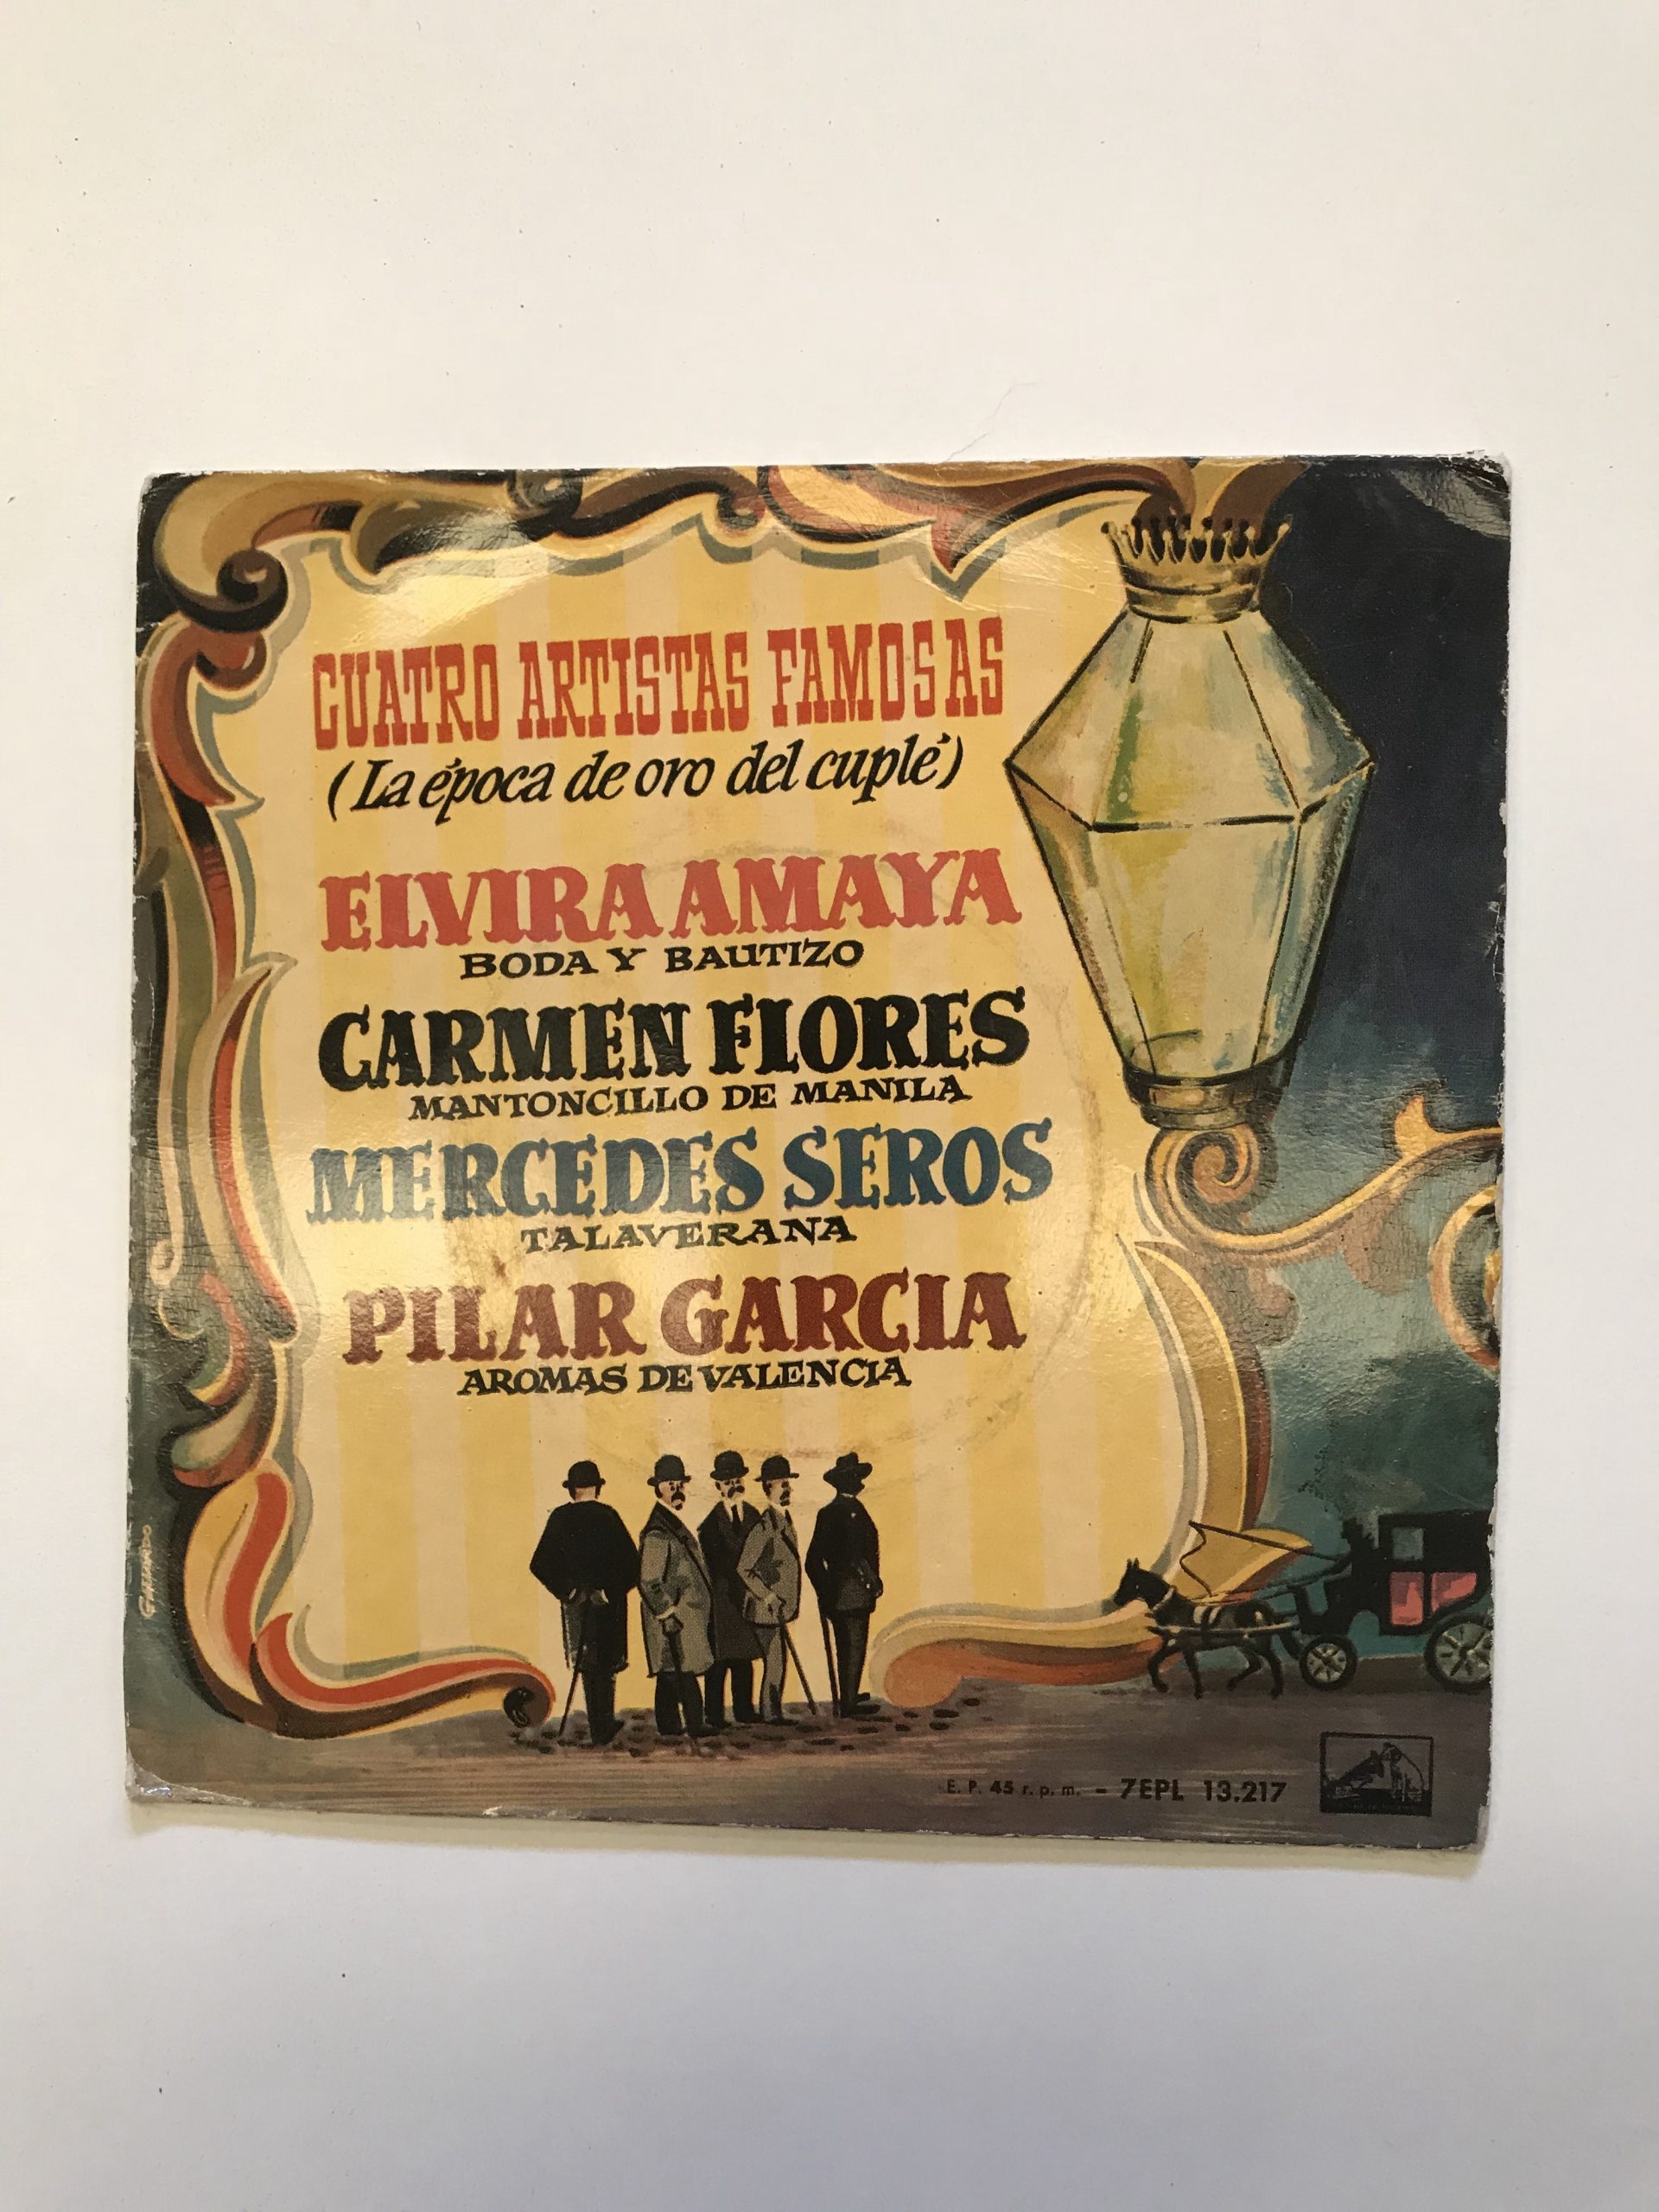 CUATRO ARTISTAS FAMOSAS
(La época de oro del cuplé)
ELVIRA AMAYA
BODA Y BAUTIZO
CARMEN FLORES
MANTONCILLO DE MANILA
MERCEDES SEROS
TALAVERANA
PILAR GARCIA
AROMAS DE VALENCIA
E. P. 45 r. p. m. - 7EPL 13.217